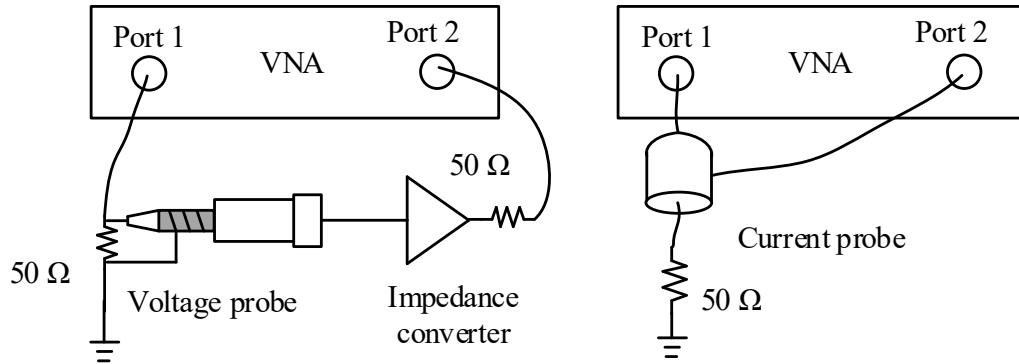 Port 1
VNA
Port 2
50 Ω
50 Ω
Voltage probe
Impedance
converter
Port 1
VNA
Port 2
Current probe
50 Ω